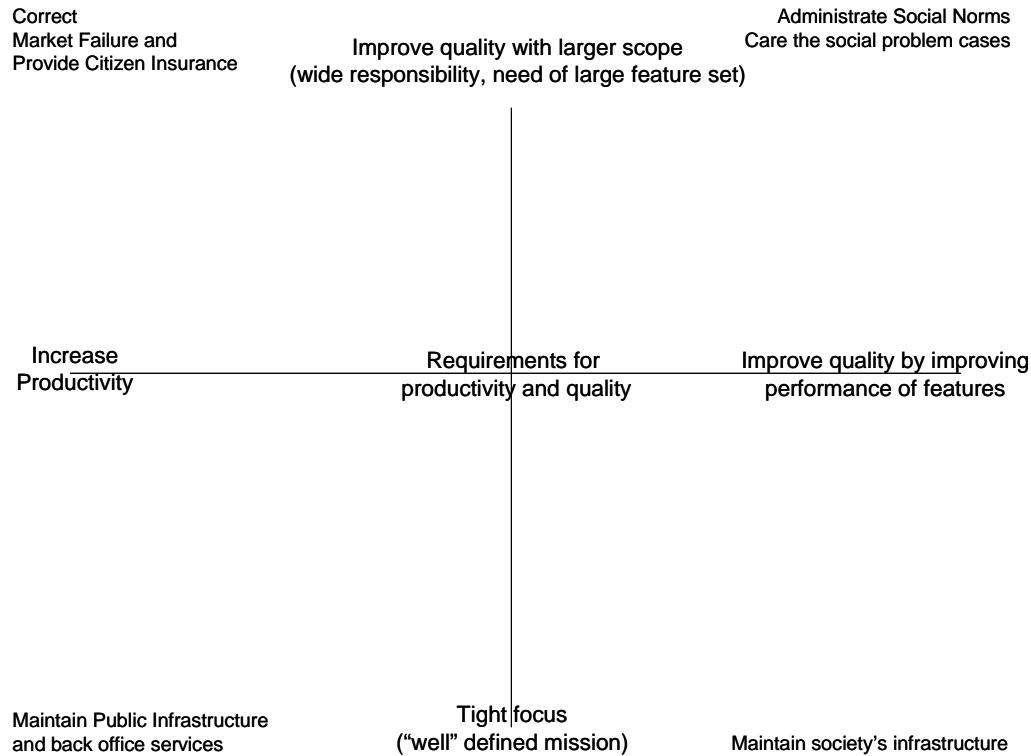 Correct
Market Failure and
Provide Citizen Insurance
Improve quality with larger scope
(wide responsibility, need of large feature set)
Administrate Social Norms
Care the social problem cases
Increase
Productivity
Requirements for
productivity and quality
Improve quality by improving
performance of features
Maintain Public Infrastructure
and back office services
Tight focus
(“well” defined mission)
Maintain society’s infrastructure